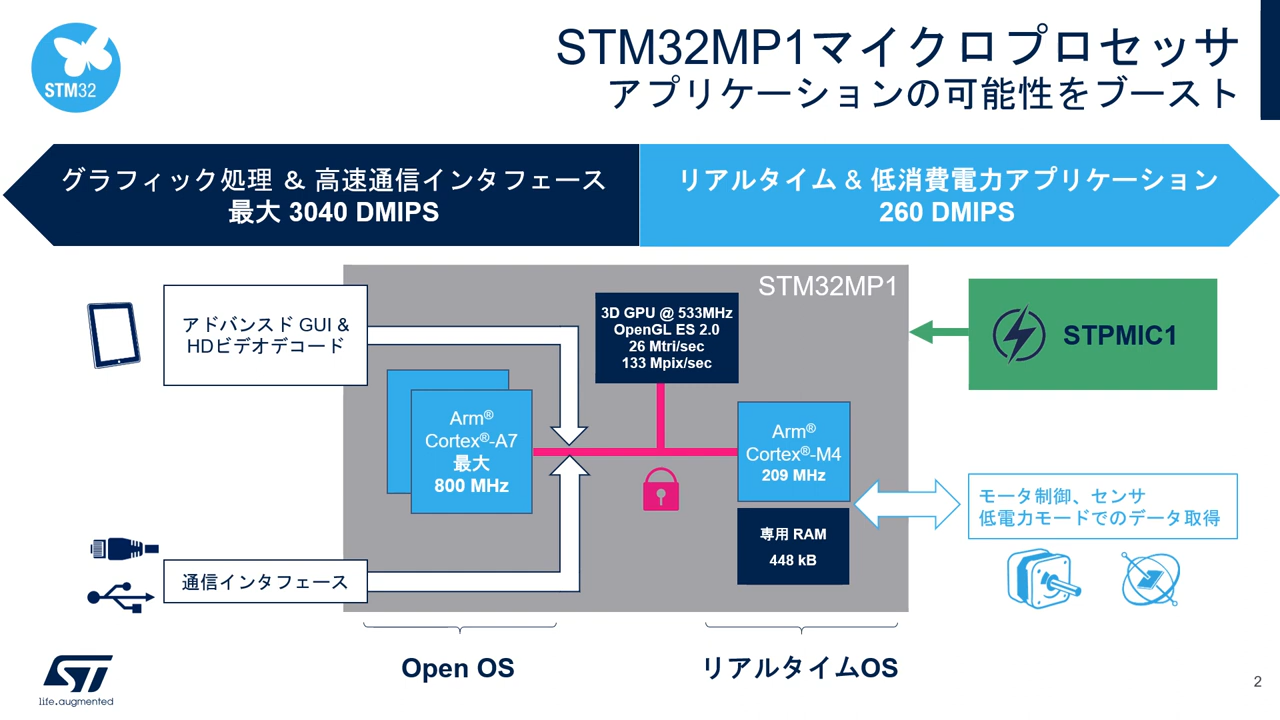 STM32
STM32MP1マイクロプロセッサ
アプリケーションの可能性をブースト
グラフィック処理 & 高速通信インタフェース
最大 3040 DMIPS
リアルタイム & 低消費電力アプリケーション
260 DMIPS
STM32MP1
アドバンスド GUI &
HDビデオデコード
3D GPU @ 533MHz
OpenGL ES 2.0
26 Mtri/sec
133 Mpix/sec
STPMIC1
Arm®
Cortex®-A7
最大
800 MHz
Arm®
Cortex®-M4
209 MHz
専用 RAM
448 kB
モータ制御、センサ
低電力モードでのデータ取得
通信インタフェース
Open OS
リアルタイムOS
ST
life.augmented
2